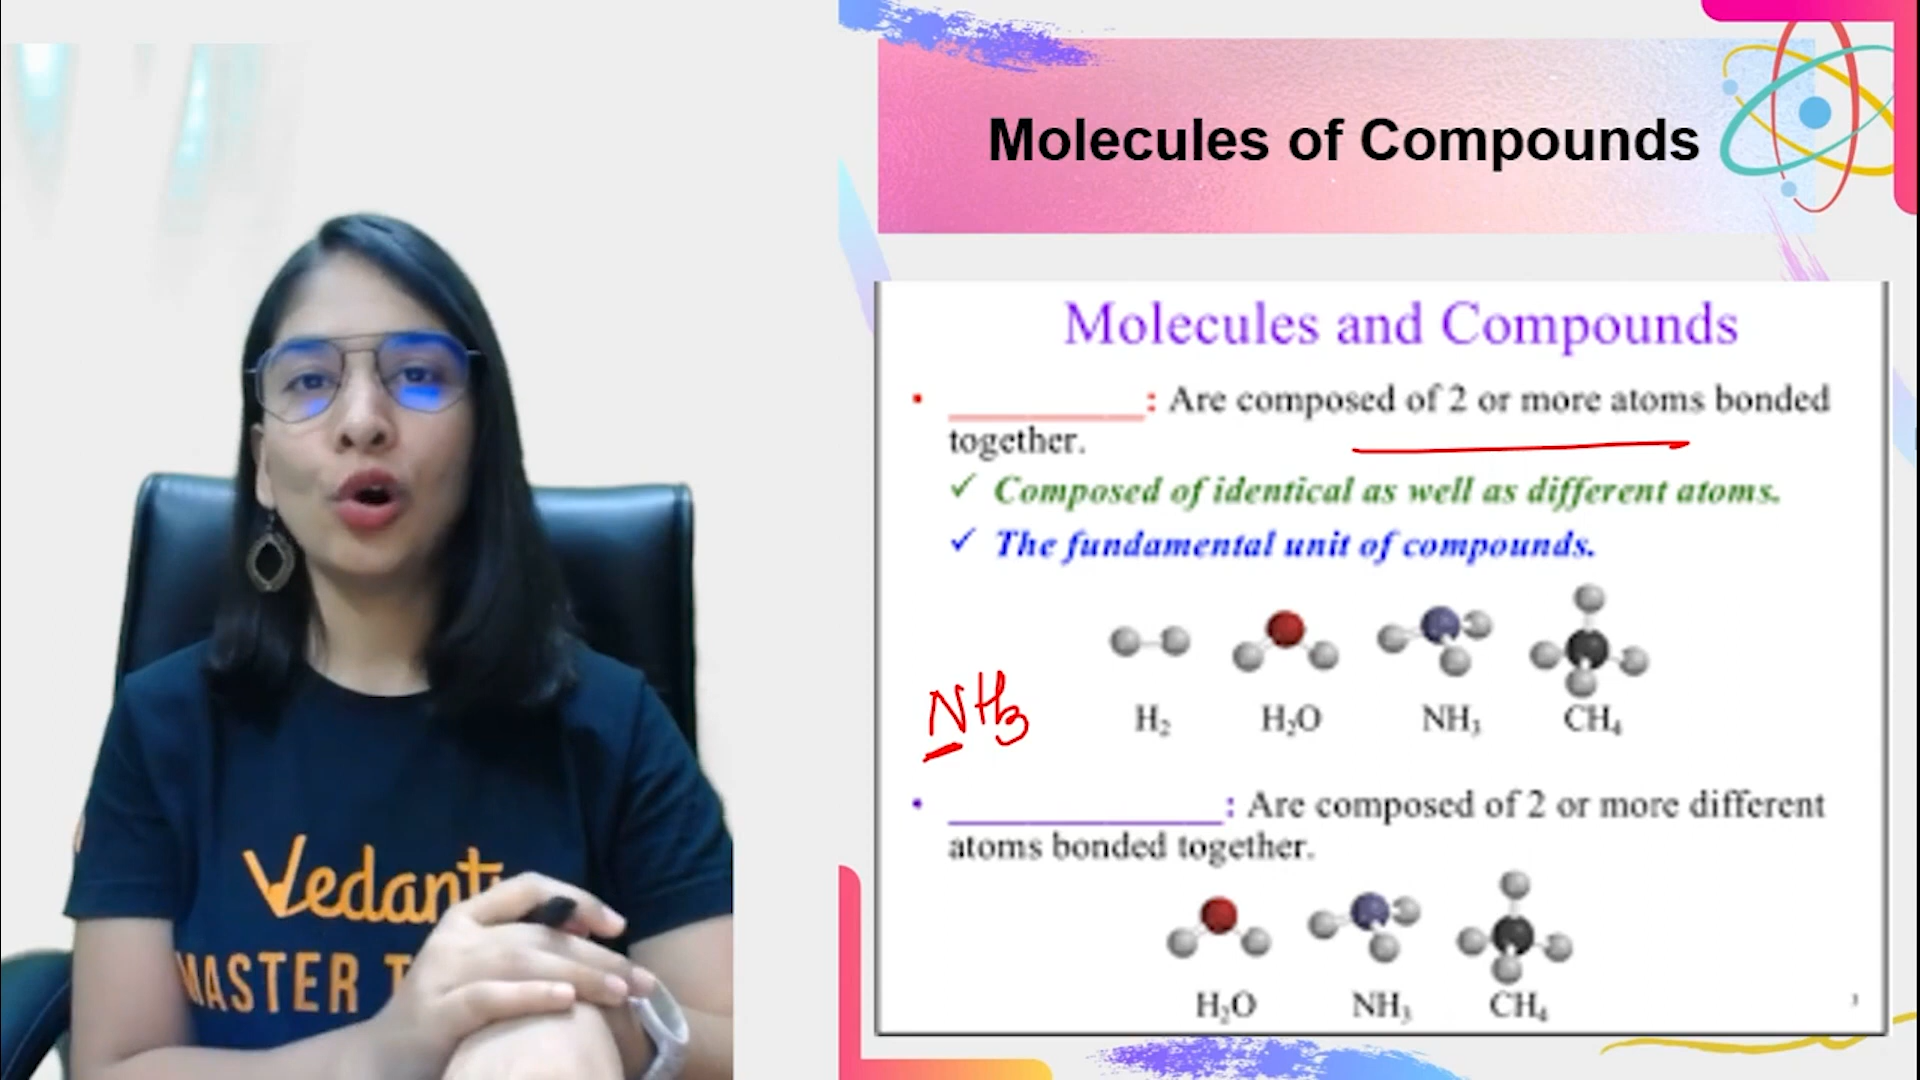 Molecules of Compounds
Molecules and Compounds
• __________: Are composed of 2 or more atoms bonded
together.
✓ Composed of identical as well as different atoms.
✓ The fundamental unit of compounds.
H₂ H₂O NH₃ CH₄
NH3
• ______________: Are composed of 2 or more different
atoms bonded together.
H₂O NH₃ CH₄
Vedant
MASTER T